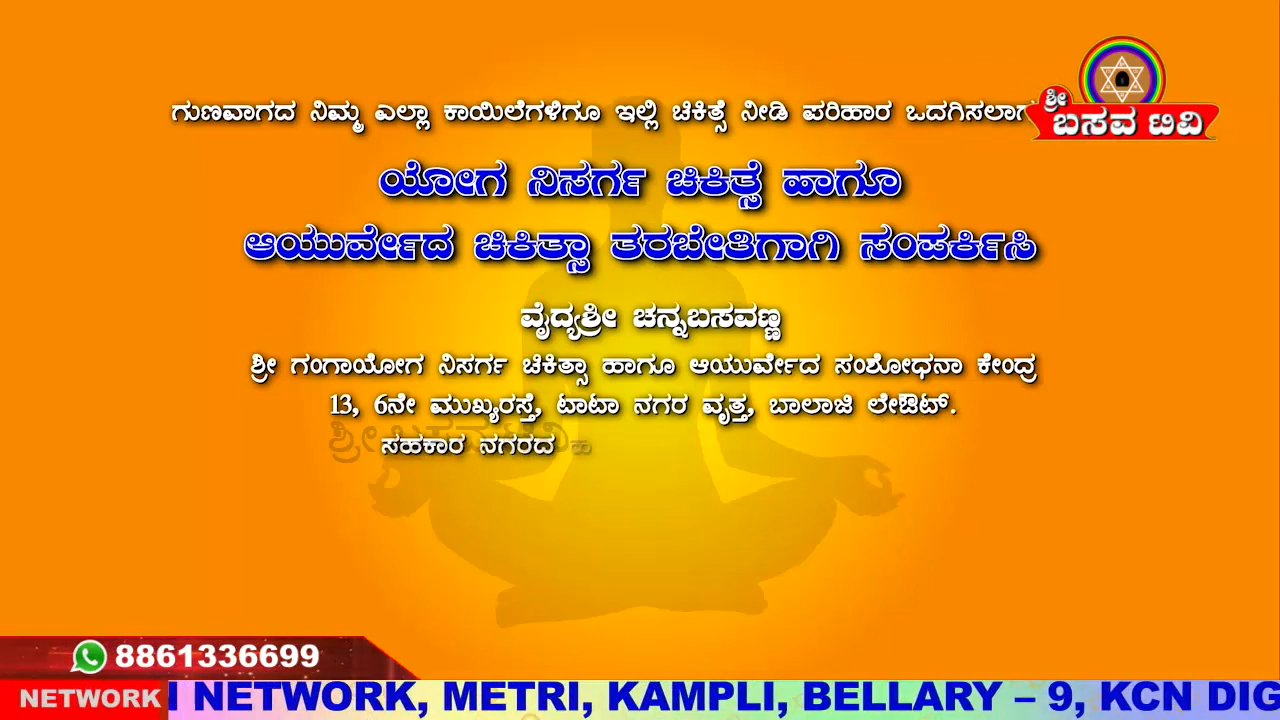 ಗುಣವಾಗದ ನಿಮ್ಮ ಎಲ್ಲಾ ಕಾಯಿಲೆಗಳಿಗೂ ಇಲ್ಲಿ ಚಿಕಿತ್ಸೆ ನೀಡಿ ಪರಿಹಾರ ಒದಗಿಸಲಾಗು
ಶ್ರೀ
ಬಸವ ಟಿವಿ
ಯೋಗ ನಿಸರ್ಗ ಚಿಕಿತ್ಸೆ ಹಾಗೂ
ಆಯುರ್ವೇದ ಚಿಕಿತ್ಸಾ ತರಬೇತಿಗಾಗಿ ಸಂಪರ್ಕಿಸಿ
ವೈದ್ಯಶ್ರೀ ಚನ್ನಬಸವಣ್ಣ
ಶ್ರೀ ಗಂಗಾಯೋಗ ನಿಸರ್ಗ ಚಿಕಿತ್ಸಾ ಹಾಗೂ ಆಯುರ್ವೇದ ಸಂಶೋಧನಾ ಕೇಂದ್ರ
13, 6ನೇ ಮುಖ್ಯರಸ್ತೆ, ಟಾಟಾ ನಗರ ವೃತ್ತ, ಬಾಲಾಜಿ ಲೇಔಟ್.
ಶ್ರೀ ಬಸವ ಟಿವಿ
ಸಹಕಾರ ನಗರದ ಹ
8861336699
NETWORK N NETWORK, METRI, KAMPLI, BELLARY – 9, KCN DIG